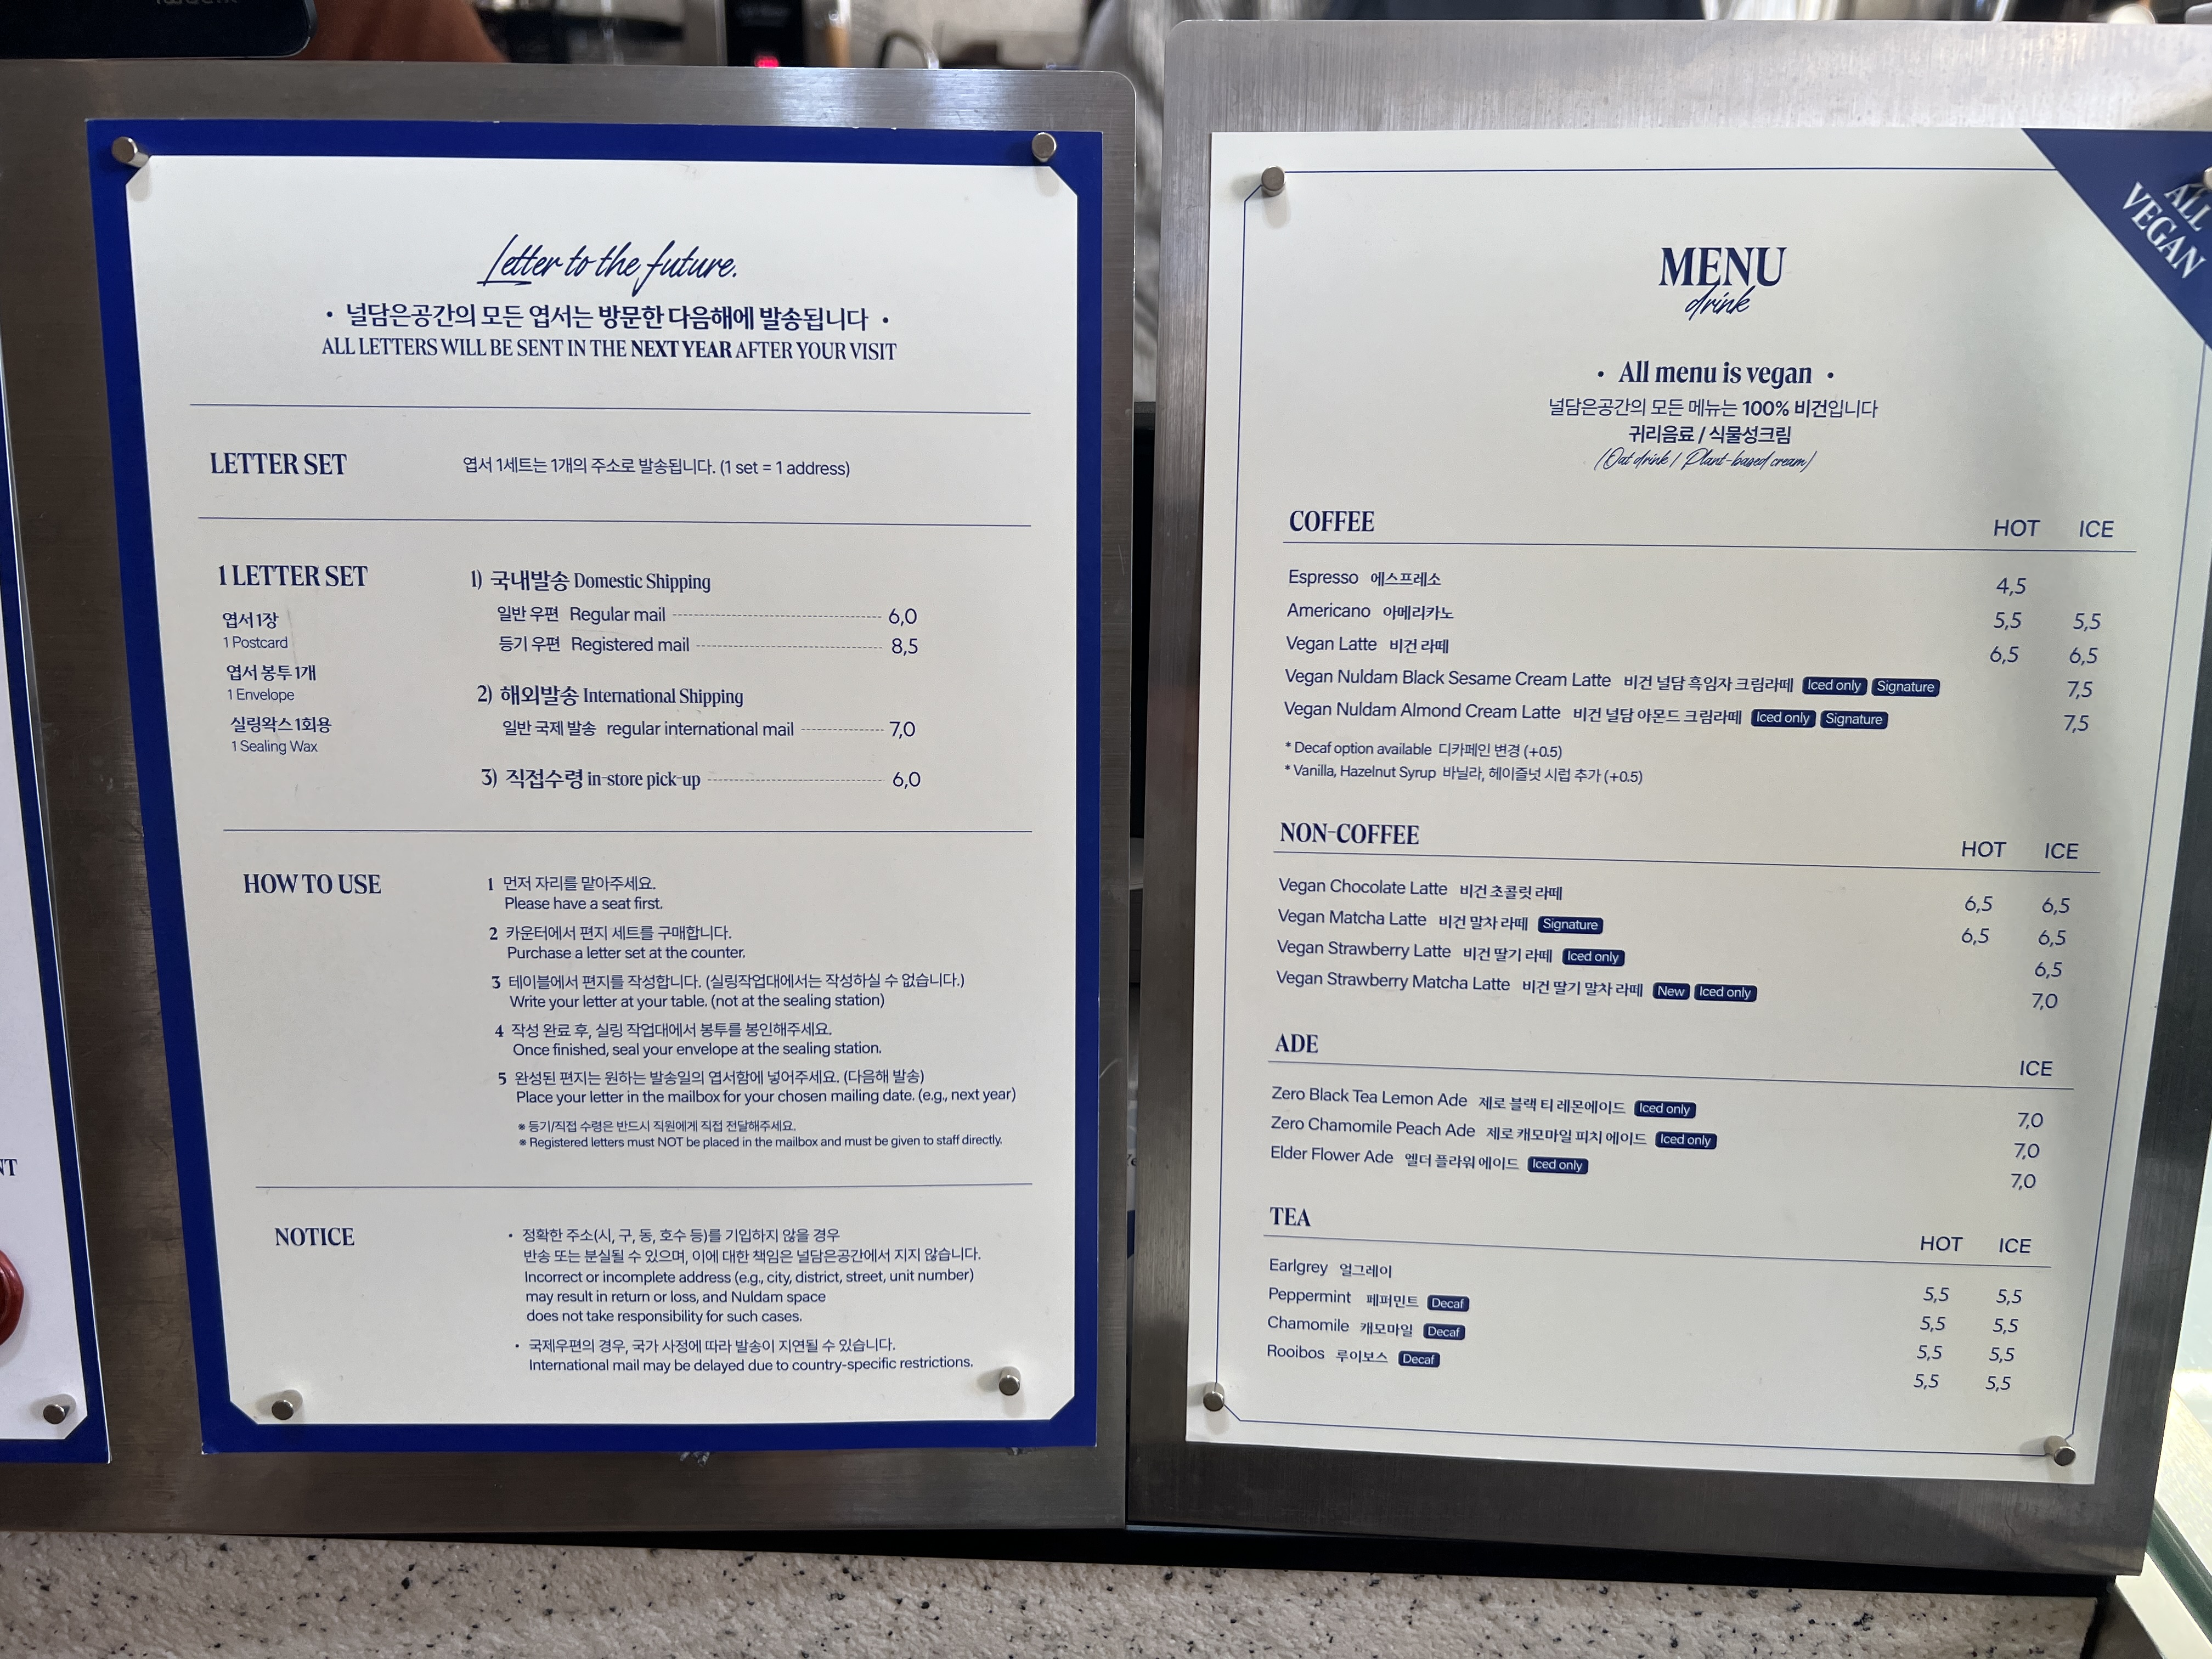 Letter to the future.
• 널담은공간의 모든 엽서는 방문한 다음해에 발송됩니다 •
ALL LETTERS WILL BE SENT IN THE NEXT YEAR AFTER YOUR VISIT
LETTER SET 엽서 1세트는 1개의 주소로 발송됩니다. (1 set = 1 address)
1 LETTER SET
엽서 1장
1 Postcard
엽서 봉투 1개
1 Envelope
실링왁스 1회용
1 Sealing Wax
1) 국내발송 Domestic Shipping
일반 우편 Regular mail 6,0
등기 우편 Registered mail 8,5
2) 해외발송 International Shipping
일반 국제 발송 regular international mail 7,0
3) 직접수령 in-store pick-up 6,0
HOW TO USE
1 먼저 자리를 맡아주세요.
Please have a seat first.
2 카운터에서 편지 세트를 구매합니다.
Purchase a letter set at the counter.
3 테이블에서 편지를 작성합니다. (실링작업대에서는 작성하실 수 없습니다.)
Write your letter at your table. (not at the sealing station)
4 작성 완료 후, 실링 작업대에서 봉투를 봉인해주세요.
Once finished, seal your envelope at the sealing station.
5 완성된 편지는 원하는 발송일의 엽서함에 넣어주세요. (다음해 발송)
Place your letter in the mailbox for your chosen mailing date. (e.g., next year)
※ 등기/직접 수령은 반드시 직원에게 직접 전달해주세요.
※ Registered letters must NOT be placed in the mailbox and must be given to staff directly.
NOTICE
• 정확한 주소(시, 구, 동, 호수 등)를 기입하지 않을 경우
반송 또는 분실될 수 있으며, 이에 대한 책임은 널담은공간에서 지지 않습니다.
Incorrect or incomplete address (e.g., city, district, street, unit number)
may result in return or loss, and Nuldam space
does not take responsibility for such cases.
• 국제우편의 경우, 국가 사정에 따라 발송이 지연될 수 있습니다.
International mail may be delayed due to country-specific restrictions.
NT
ALL
VEGAN
MENU
drink
• All menu is vegan •
널담은공간의 모든 메뉴는 100% 비건입니다
귀리음료 / 식물성크림
(Oat drink / Plant-based cream)
COFFEE HOT ICE
Espresso 에스프레소 4,5
Americano 아메리카노 5,5 5,5
Vegan Latte 비건 라떼 6,5 6,5
Vegan Nuldam Black Sesame Cream Latte 비건 널담 흑임자 크림라떼 Iced only Signature 7,5
Vegan Nuldam Almond Cream Latte 비건 널담 아몬드 크림라떼 Iced only Signature 7,5
* Decaf option available 디카페인 변경 (+0.5)
* Vanilla, Hazelnut Syrup 바닐라, 헤이즐넛 시럽 추가 (+0.5)
NON-COFFEE HOT ICE
Vegan Chocolate Latte 비건 초콜릿 라떼 6,5 6,5
Vegan Matcha Latte 비건 말차 라떼 Signature 6,5 6,5
Vegan Strawberry Latte 비건 딸기 라떼 Iced only 6,5
Vegan Strawberry Matcha Latte 비건 딸기 말차 라떼 New Iced only 7,0
ADE ICE
Zero Black Tea Lemon Ade 제로 블랙 티 레몬에이드 Iced only 7,0
Zero Chamomile Peach Ade 제로 캐모마일 피치 에이드 Iced only 7,0
Elder Flower Ade 엘더 플라워 에이드 Iced only 7,0
TEA HOT ICE
Earlgrey 얼그레이 5,5 5,5
Peppermint 페퍼민트 Decaf 5,5 5,5
Chamomile 캐모마일 Decaf 5,5 5,5
Rooibos 루이보스 Decaf 5,5 5,5